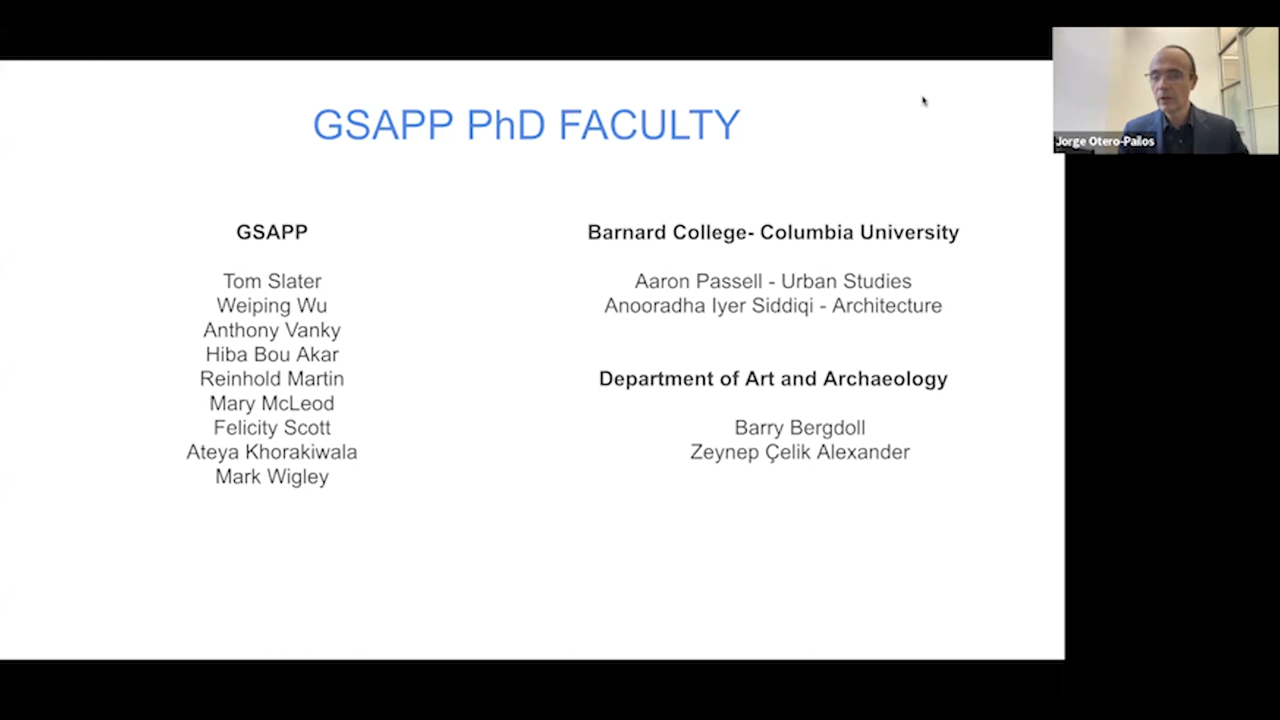 GSAPP PhD FACULTY
GSAPP
Tom Slater
Weiping Wu
Anthony Vanky
Hiba Bou Akar
Reinhold Martin
Mary McLeod
Felicity Scott
Ateya Khorakiwala
Mark Wigley
Barnard College- Columbia University
Aaron Passell - Urban Studies
Anooradha Iyer Siddiqi - Architecture
Department of Art and Archaeology
Barry Bergdoll
Zeynep Çelik Alexander
Jorge Otero-Pailos